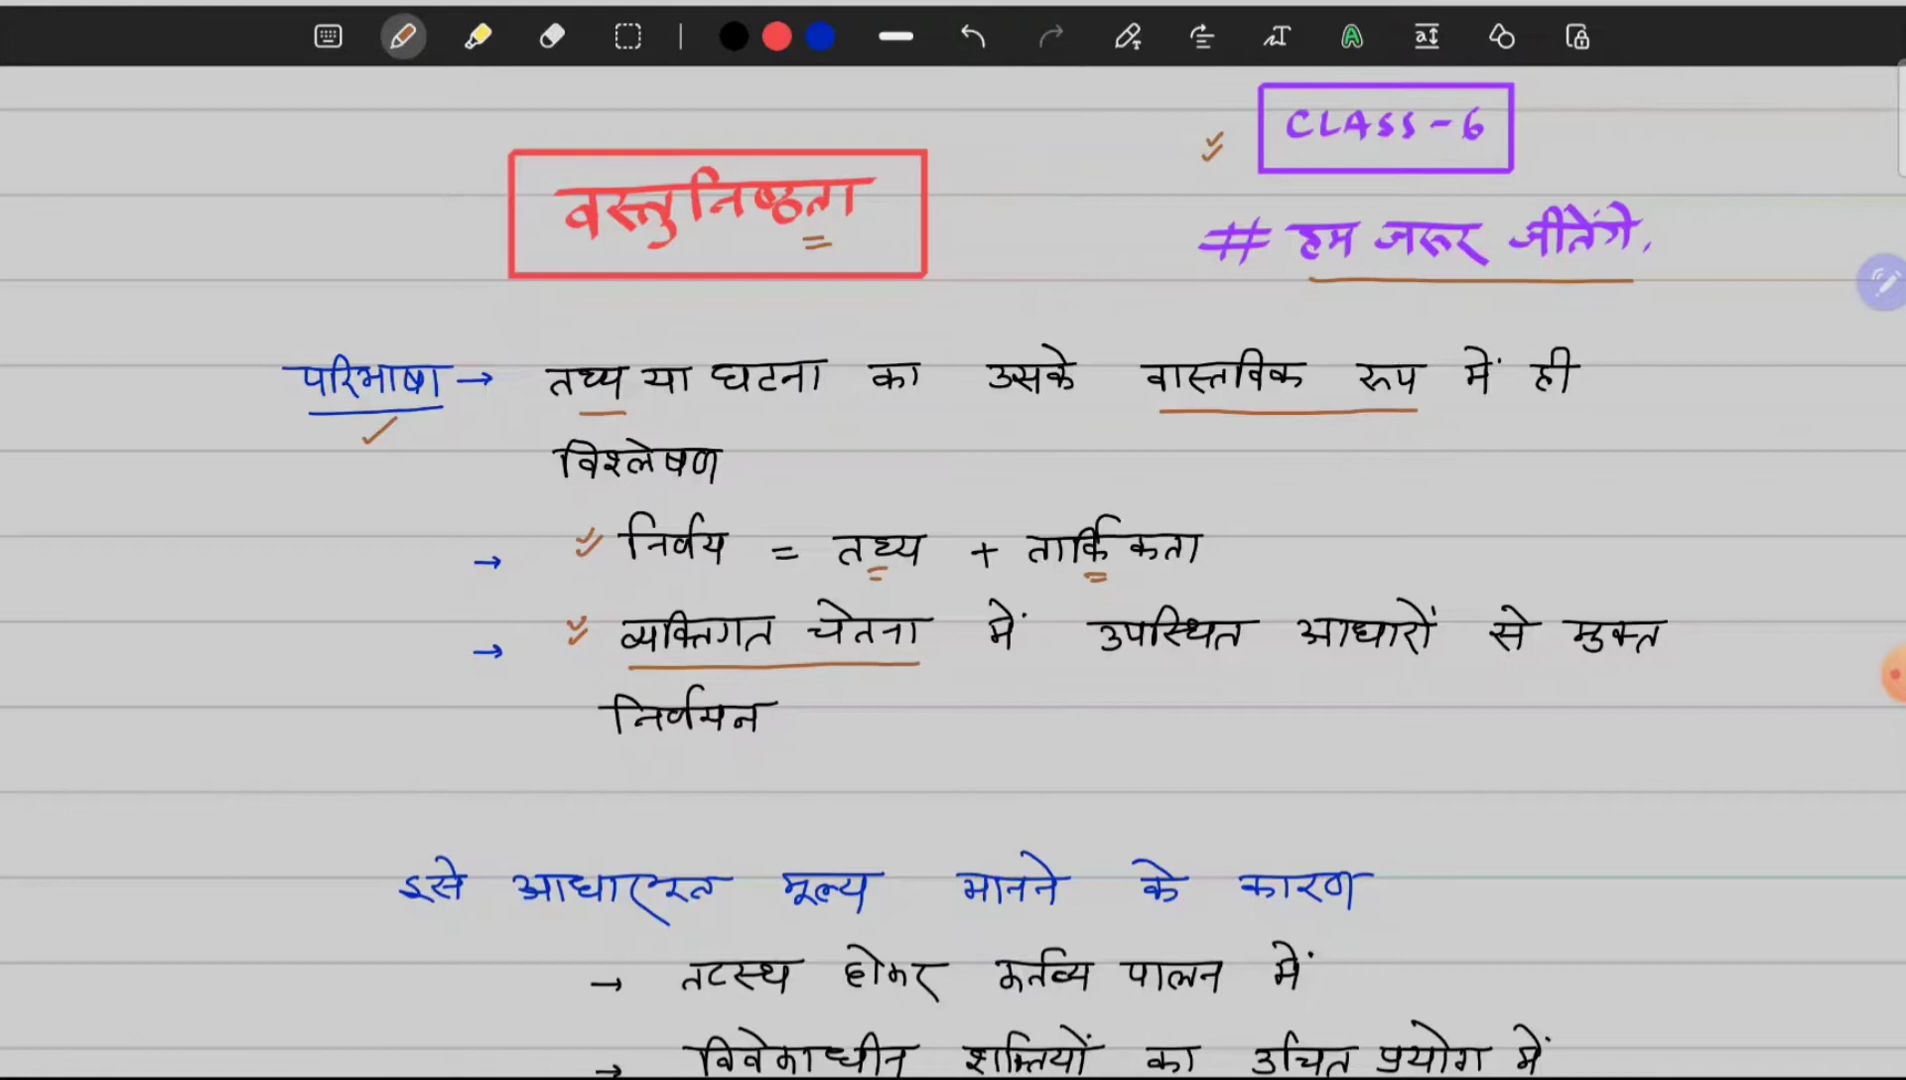 CLASS-6
वस्तुनिष्ठता
# हम जरूर जीतेंगे.
परिभाषा → तथ्य या घटना का उसके वास्तविक रूप में ही
विश्लेषण
→ निर्णय = तथ्य + तार्किकता
→ व्यक्तिगत चेतना में उपस्थित आधारों से मुक्त
निर्णयन
इसे आधारभूत मूल्य मानने के कारण
→ तटस्थ होकर कर्तव्य पालन में
→ विवेकाधीन शक्तियों का उचित प्रयोग में